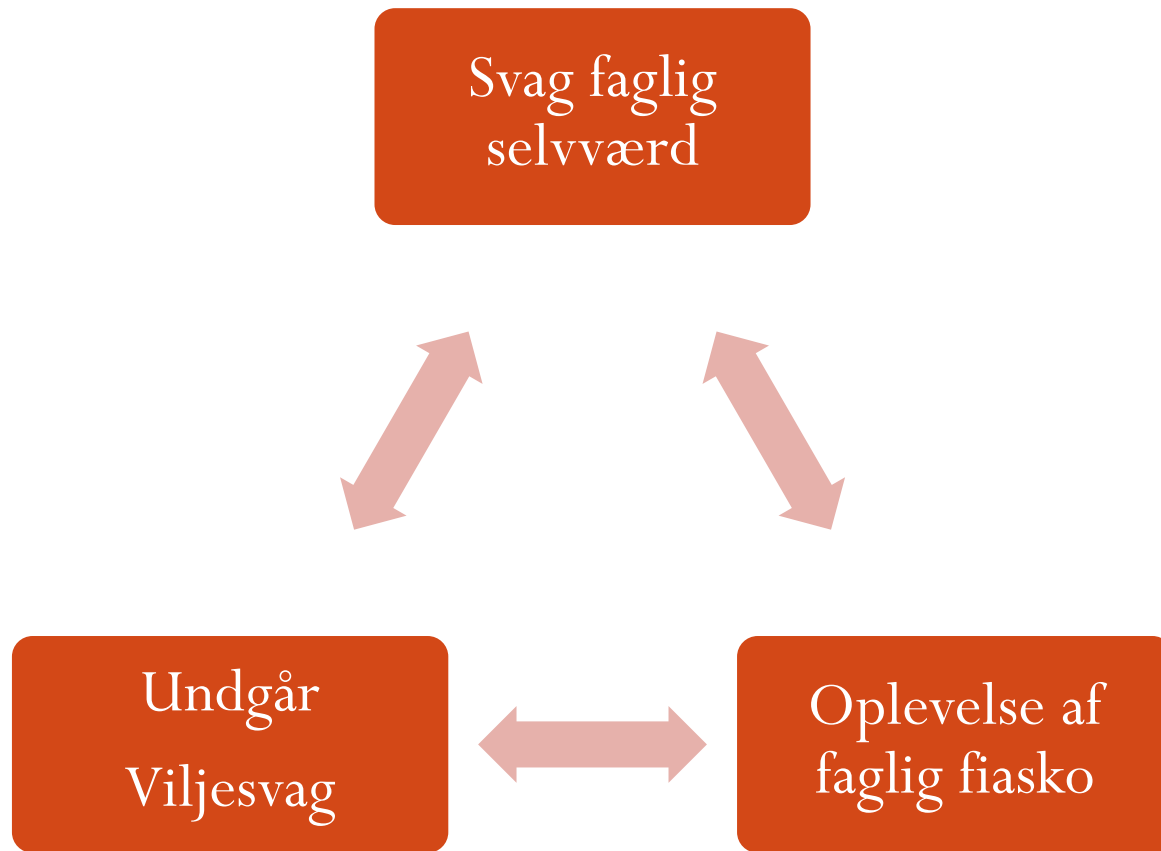 Svag faglig
selvværd
Undgår
Viljesvag
Oplevelse af
faglig fiasko